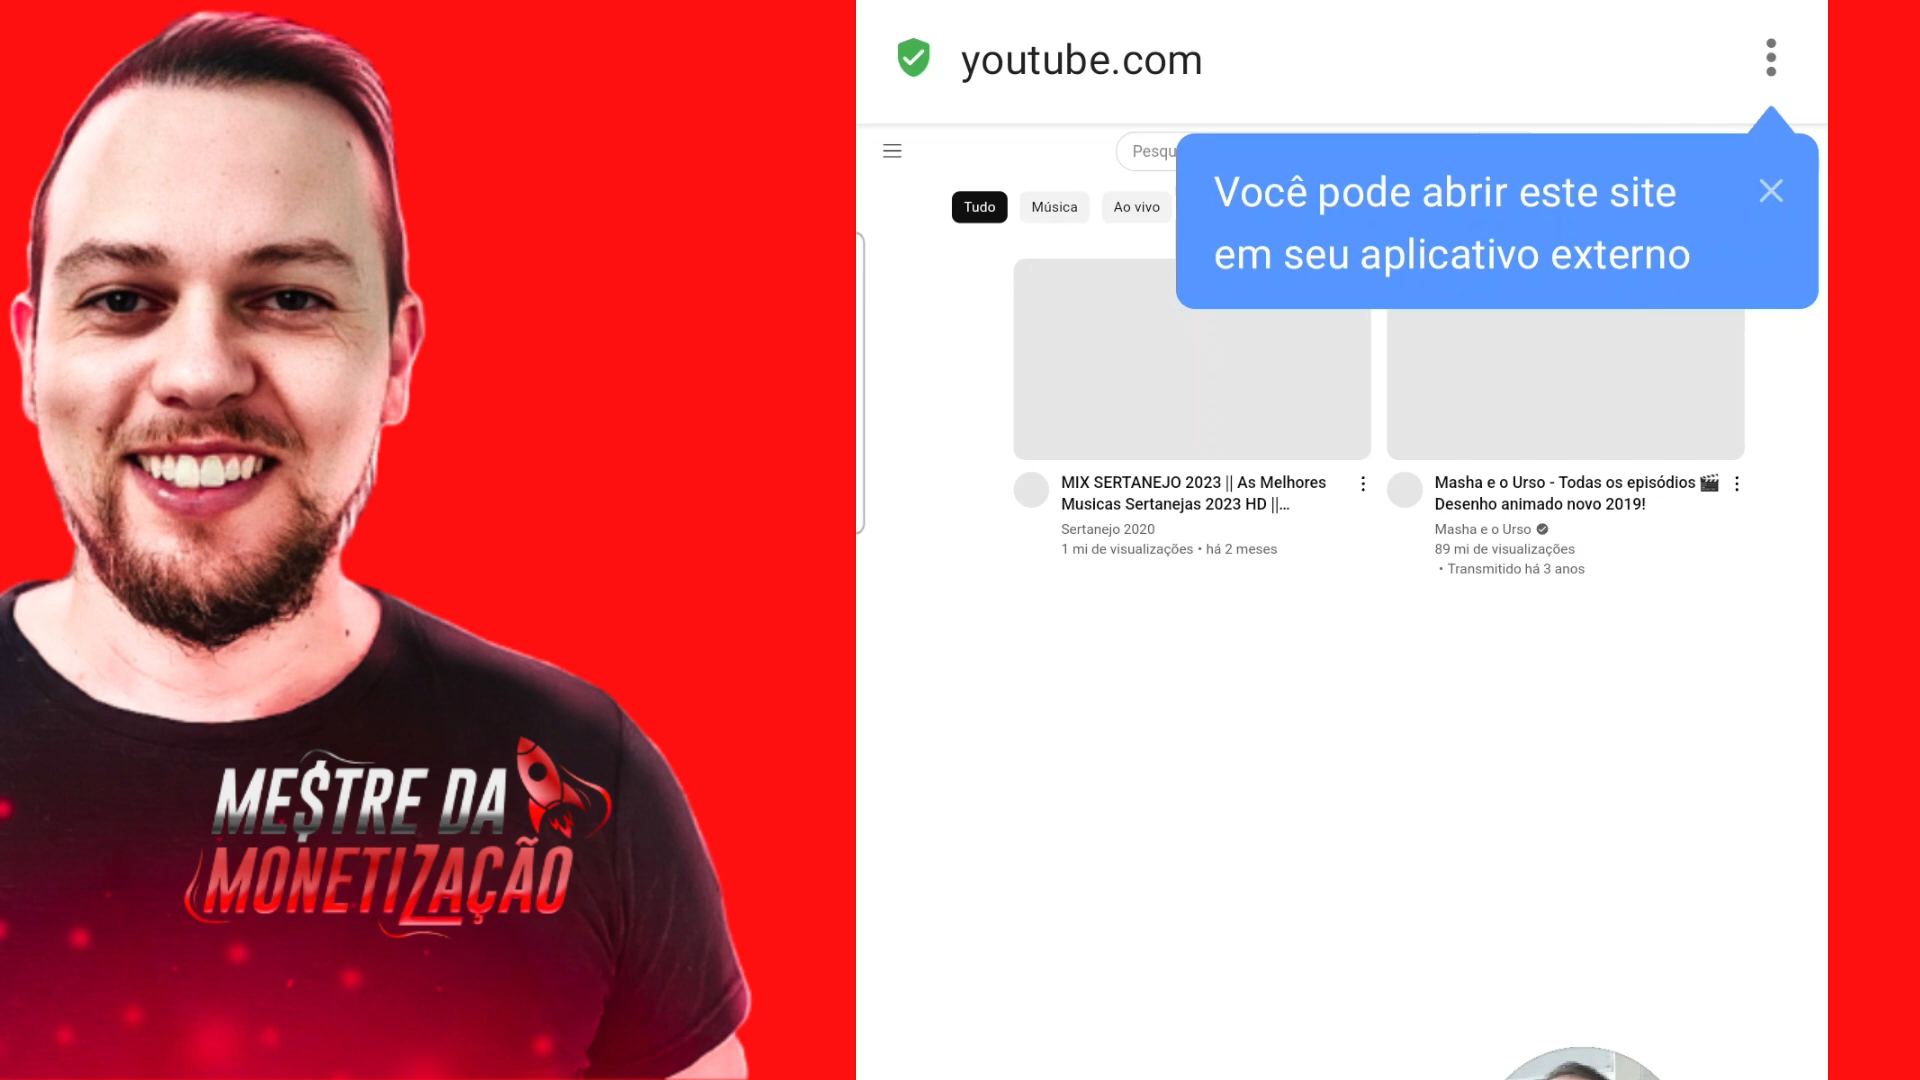 ME$TRE DA
MONETIZAÇÃO
youtube.com
Pesqu
Você pode abrir este site
em seu aplicativo externo
Tudo
Música
Ao vivo
MIX SERTANEJO 2023 || As Melhores
Musicas Sertanejas 2023 HD ||...
Sertanejo 2020
1 mi de visualizações • há 2 meses
Masha e o Urso - Todas os episódios 🎬
Desenho animado novo 2019!
Masha e o Urso
89 mi de visualizações
• Transmitido há 3 anos